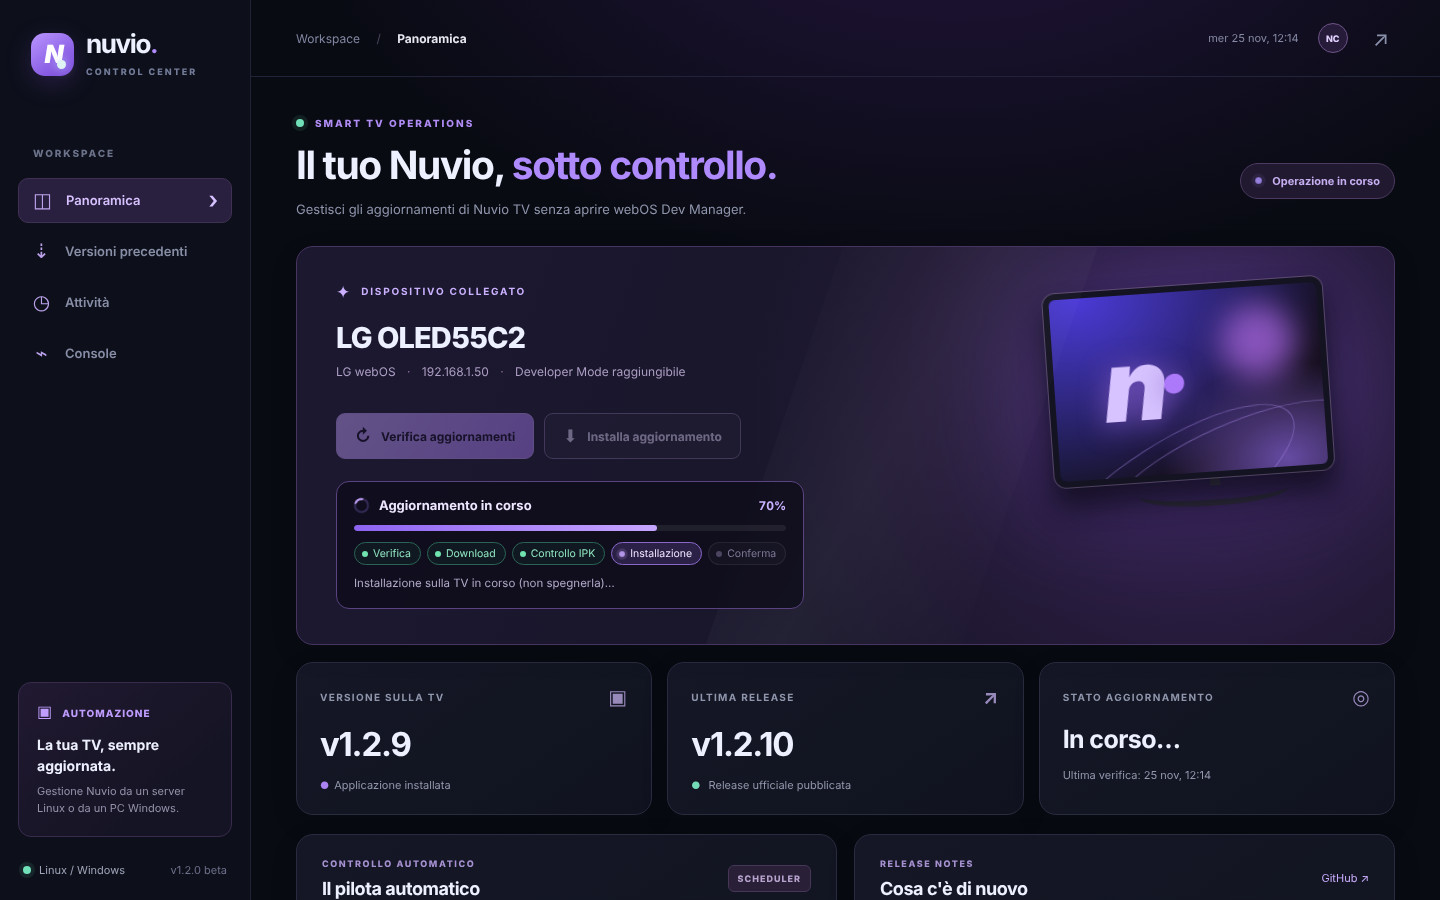 nuvio.
CONTROL CENTER
WORKSPACE
Panoramica
Versioni precedenti
Attività
Console
AUTOMAZIONE
La tua TV, sempre
aggiornata.
Gestione Nuvio da un server
Linux o da un PC Windows.
Linux / Windows
v1.2.0 beta
Workspace / Panoramica
mer 25 nov, 12:14
NC
SMART TV OPERATIONS
Il tuo Nuvio, sotto controllo.
Gestisci gli aggiornamenti di Nuvio TV senza aprire webOS Dev Manager.
Operazione in corso
DISPOSITIVO COLLEGATO
LG OLED55C2
LG webOS · 192.168.1.50 · Developer Mode raggiungibile
Verifica aggiornamenti
Installa aggiornamento
Aggiornamento in corso
70%
Verifica
Download
Controllo IPK
Installazione
Conferma
Installazione sulla TV in corso (non spegnerla)...
n
VERSIONE SULLA TV
v1.2.9
Applicazione installata
ULTIMA RELEASE
v1.2.10
Release ufficiale pubblicata
STATO AGGIORNAMENTO
In corso...
Ultima verifica: 25 nov, 12:14
CONTROLLO AUTOMATICO
Il pilota automatico
SCHEDULER
RELEASE NOTES
Cosa c'è di nuovo
GitHub ↗